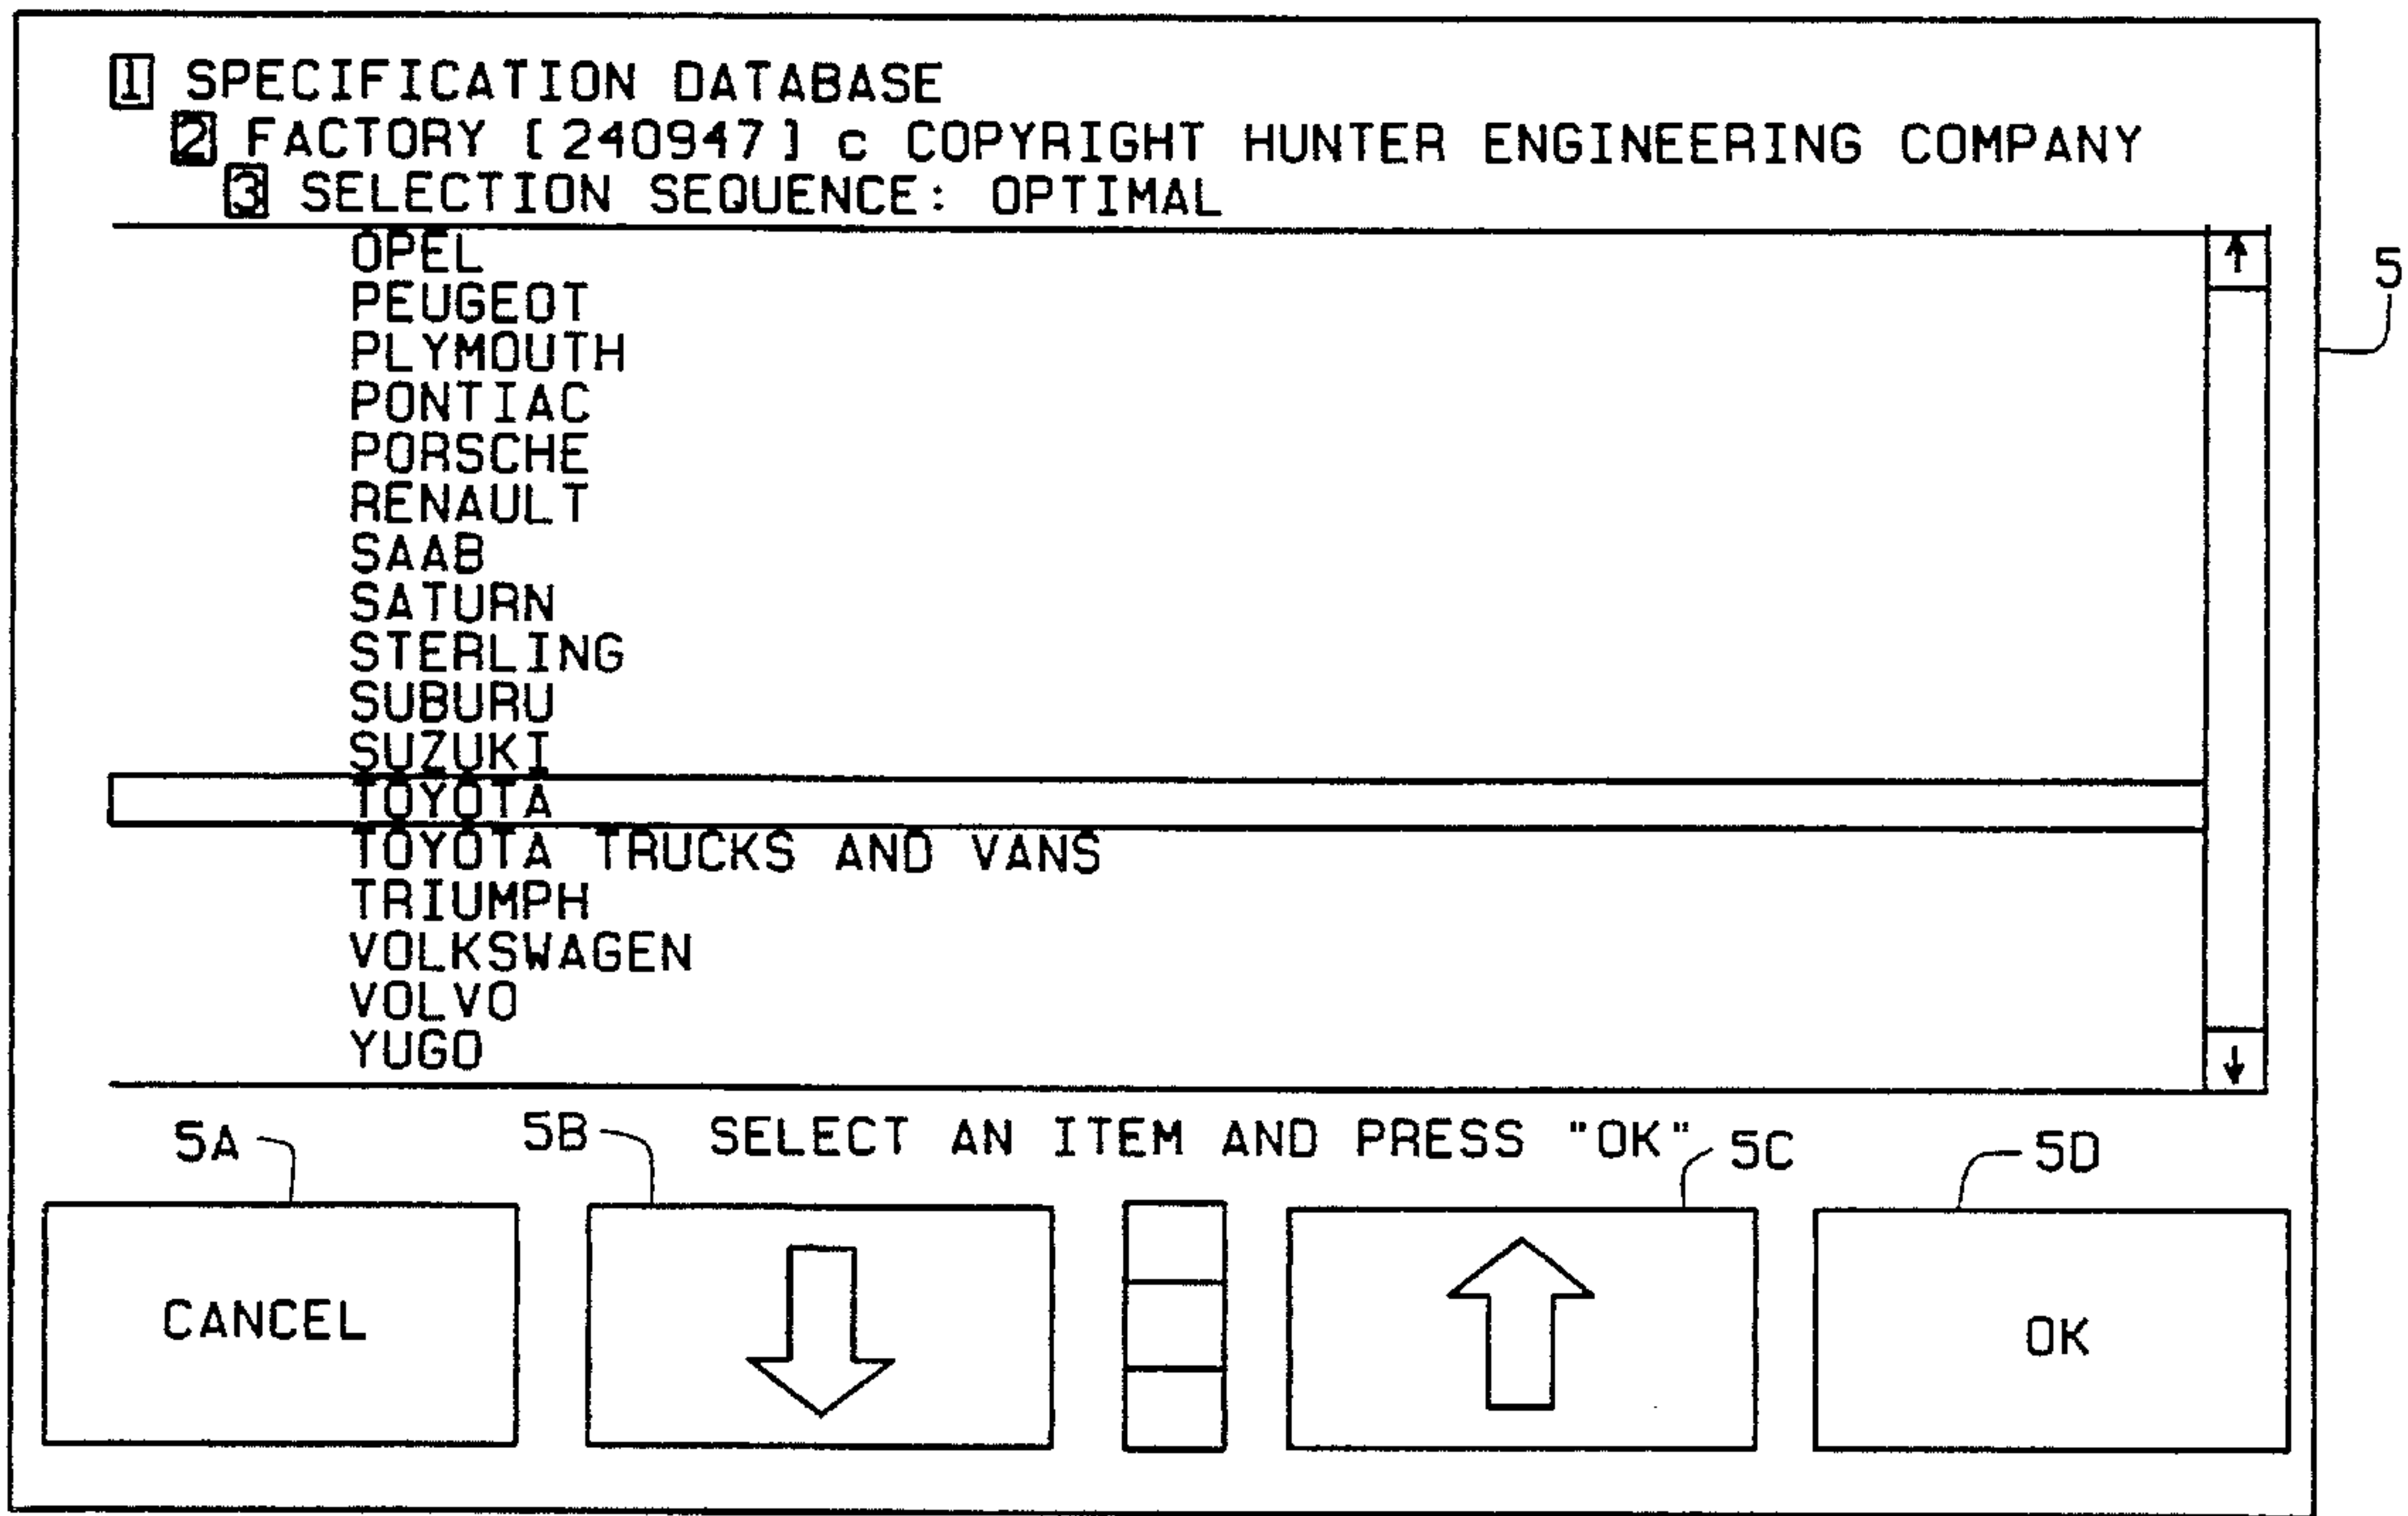 1 SPECIFICATION DATABASE
2 FACTORY [240947] c COPYRIGHT HUNTER ENGINEERING COMPANY
3 SELECTION SEQUENCE: OPTIMAL
OPEL
5
PEUGEOT
PLYMOUTH
PONTIAC
PORSCHE
RENAULT
SAAB
SATURN
STERLING
SUBURU
SUZUKI
TOYOTA
TOYOTA TRUCKS AND VANS
TRIUMPH
VOLKSWAGEN
VOLVO
YUGO
5A 5B SELECT AN ITEM AND PRESS "OK" 5C 5D
CANCEL OK